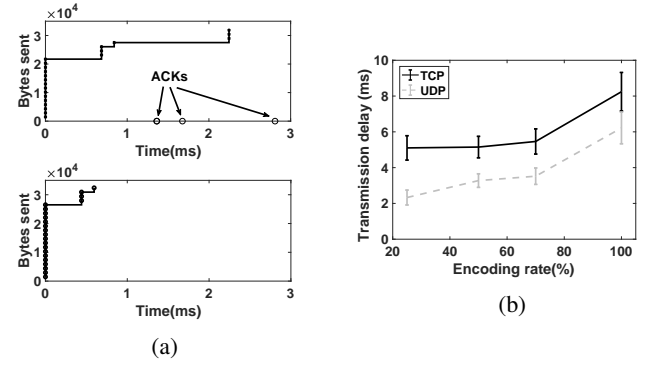 ×10⁴
3
2
1
0
Bytes sent
ACKs
0 1 2 3
Time(ms)
×10⁴
3
2
1
0
Bytes sent
0 1 2 3
Time(ms)
(a)
10
8
6
4
2
0
Transmission delay (ms)
TCP
UDP
20 40 60 80 100
Encoding rate(%)
(b)